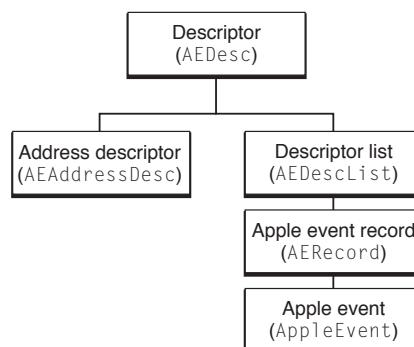 Descriptor
(AEDesc)
Address descriptor
(AEAddressDesc)
Descriptor list
(AEDescList)
Apple event record
(AERecord)
Apple event
(AppleEvent)